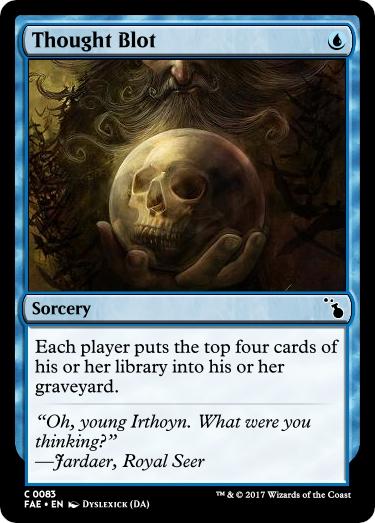 Thought Blot
Sorcery
Each player puts the top four cards of
his or her library into his or her
graveyard.
“Oh, young Irthoyn. What were you
thinking?”
—Jardaer, Royal Seer
C 0083
FAE • EN DYSLEXICK (DA)
™ & © 2017 Wizards of the Coast